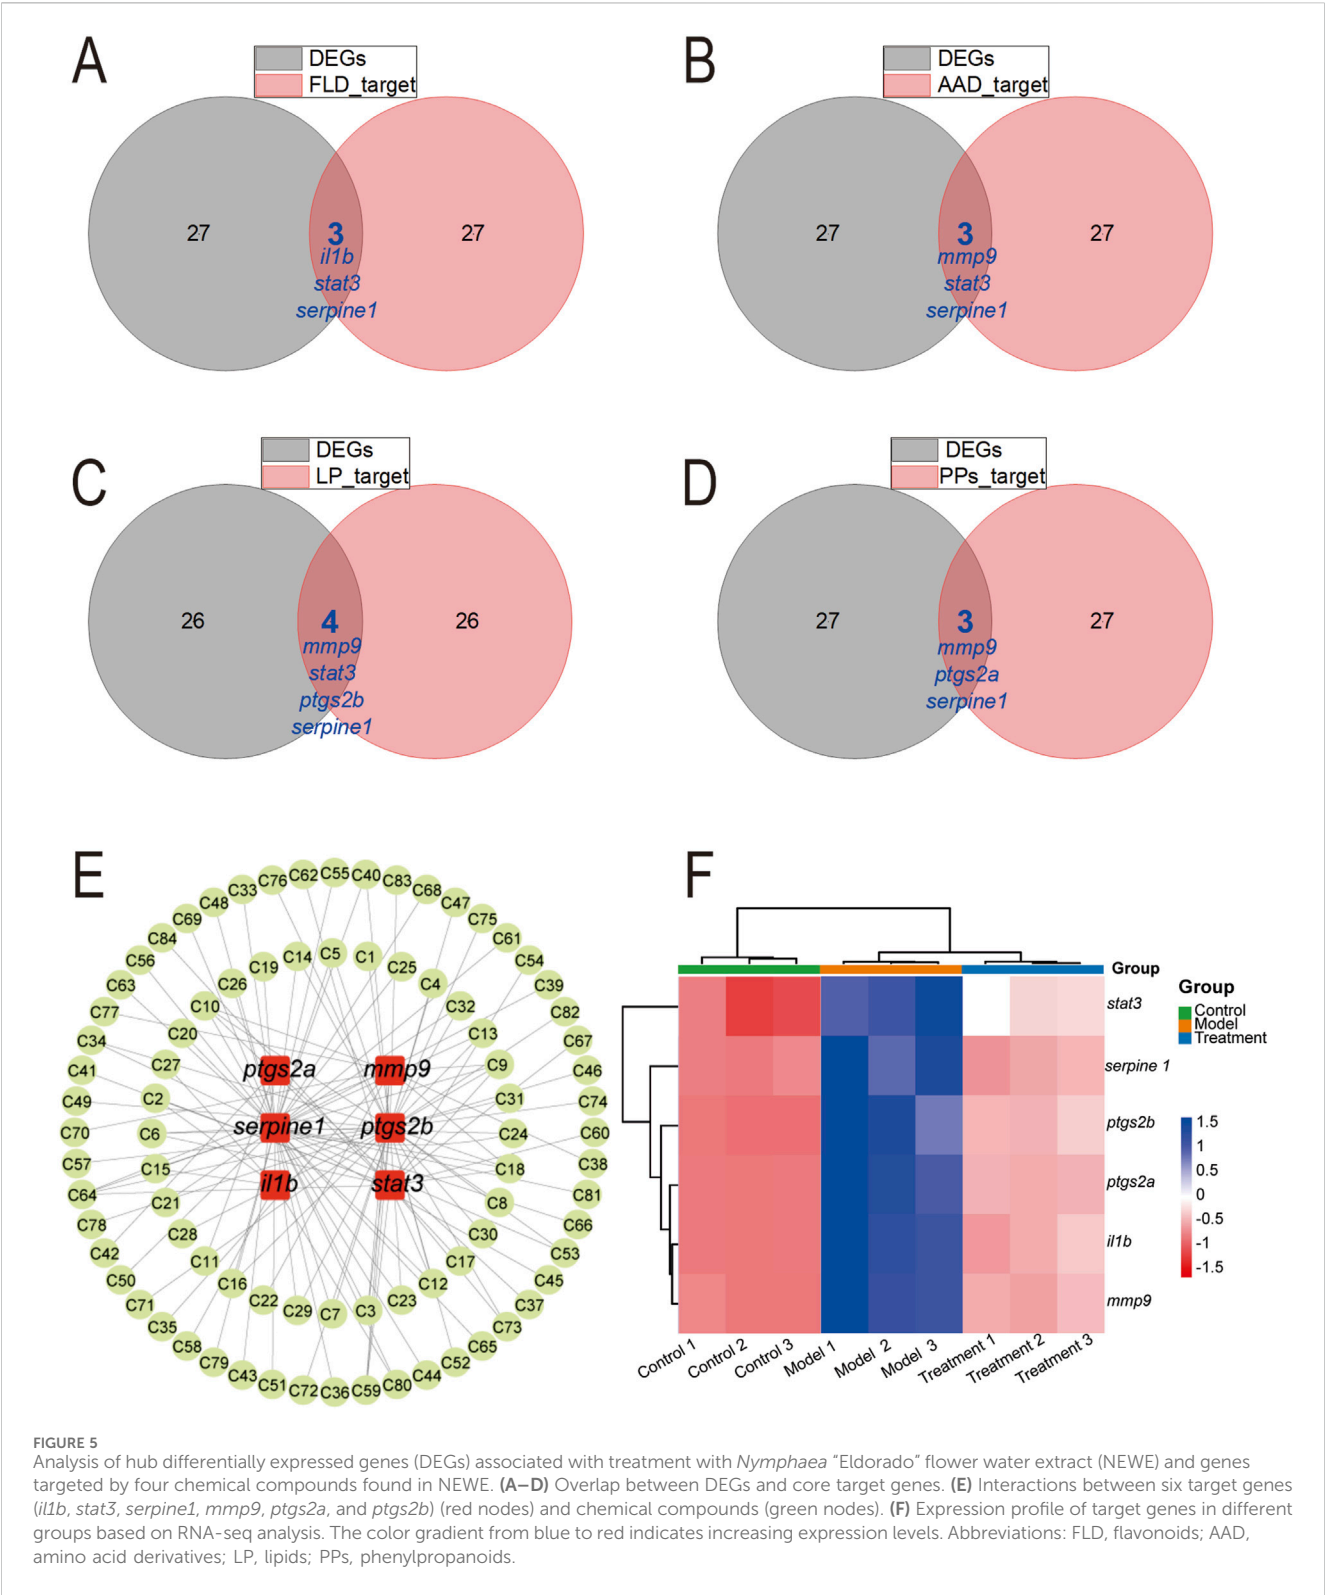 A
DEGs
FLD_target
27
3
27
il1b
stat3
serpine1
B
DEGs
AAD_target
27
3
27
mmp9
stat3
serpine1
C
DEGs
LP_target
26
4
26
mmp9
stat3
ptgs2b
serpine1
D
DEGs
PPs_target
27
3
27
mmp9
ptgs2a
serpine1
E
C55
C40
C83
C68
C47
C75
C61
C54
C39
C82
C67
C46
C74
C60
C38
C81
C66
C53
C45
C37
C73
C65
C52
C44
C80
C59
C36
C72
C51
C43
C79
C58
C35
C71
C50
C42
C78
C64
C57
C70
C49
C41
C34
C77
C63
C56
C84
C69
C48
C33
C76
C62
C5
C1
C25
C4
C32
C13
C9
C31
C24
C18
C8
C30
C17
C12
C23
C3
C7
C29
C22
C16
C11
C28
C21
C15
C6
C2
C27
C20
C10
C26
C19
C14
ptgs2a
mmp9
serpine1
ptgs2b
il1b
stat3
F
Group
stat3
serpine 1
ptgs2b
ptgs2a
il1b
mmp9
Control 1
Control 2
Control 3
Model 1
Model 2
Model 3
Treatment 1
Treatment 2
Treatment 3
Group
Control
Model
Treatment
1.5
1
0.5
0
-0.5
-1
-1.5
FIGURE 5
Analysis of hub differentially expressed genes (DEGs) associated with treatment with Nymphaea “Eldorado” flower water extract (NEWE) and genes
targeted by four chemical compounds found in NEWE. (A–D) Overlap between DEGs and core target genes. (E) Interactions between six target genes
(il1b, stat3, serpine1, mmp9, ptgs2a, and ptgs2b) (red nodes) and chemical compounds (green nodes). (F) Expression profile of target genes in different
groups based on RNA-seq analysis. The color gradient from blue to red indicates increasing expression levels. Abbreviations: FLD, flavonoids; AAD,
amino acid derivatives; LP, lipids; PPs, phenylpropanoids.